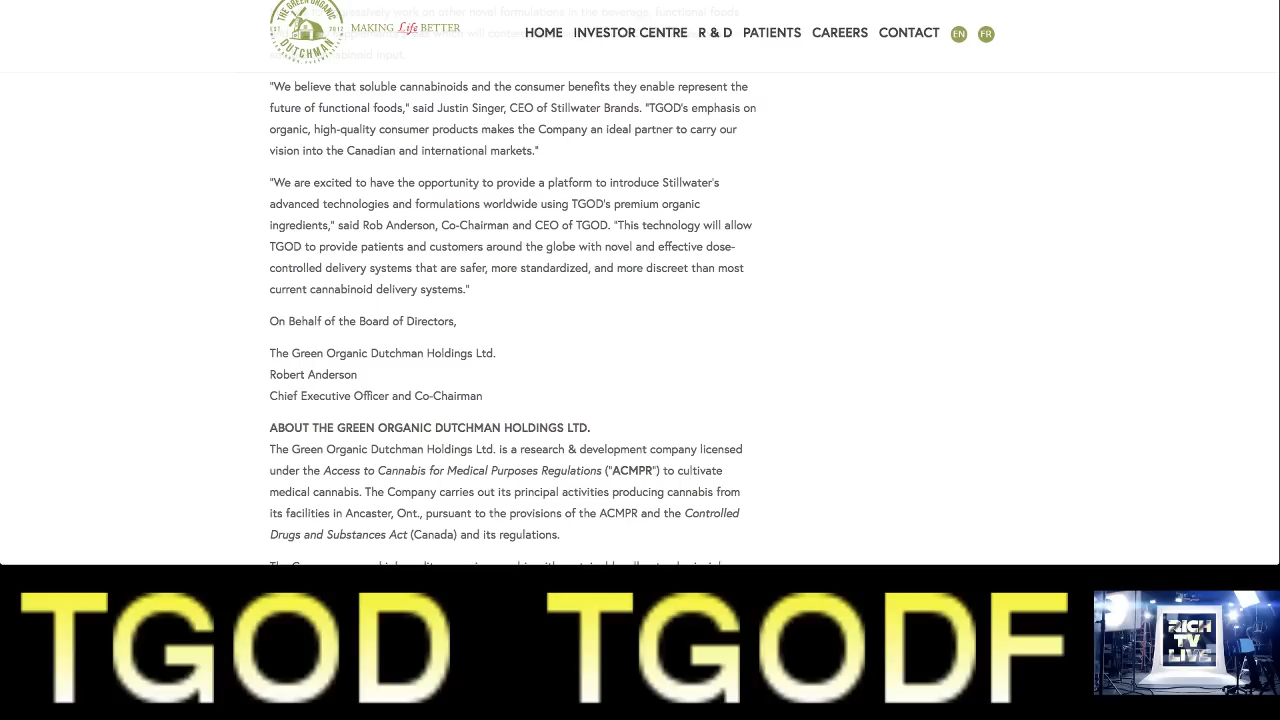 THE GREEN ORGANIC
EST 2012
DUTCHMAN
MAKING Life BETTER
HOME INVESTOR CENTRE R & D PATIENTS CAREERS CONTACT EN FR
"We believe that soluble cannabinoids and the consumer benefits they enable represent the
future of functional foods," said Justin Singer, CEO of Stillwater Brands. "TGOD's emphasis on
organic, high-quality consumer products makes the Company an ideal partner to carry our
vision into the Canadian and international markets."
"We are excited to have the opportunity to provide a platform to introduce Stillwater's
advanced technologies and formulations worldwide using TGOD's premium organic
ingredients," said Rob Anderson, Co-Chairman and CEO of TGOD. "This technology will allow
TGOD to provide patients and customers around the globe with novel and effective dose-
controlled delivery systems that are safer, more standardized, and more discreet than most
current cannabinoid delivery systems."
On Behalf of the Board of Directors,
The Green Organic Dutchman Holdings Ltd.
Robert Anderson
Chief Executive Officer and Co-Chairman
ABOUT THE GREEN ORGANIC DUTCHMAN HOLDINGS LTD.
The Green Organic Dutchman Holdings Ltd. is a research & development company licensed
under the Access to Cannabis for Medical Purposes Regulations ("ACMPR") to cultivate
medical cannabis. The Company carries out its principal activities producing cannabis from
its facilities in Ancaster, Ont., pursuant to the provisions of the ACMPR and the Controlled
Drugs and Substances Act (Canada) and its regulations.
TGOD TGODF
RICH
TV
LIVE